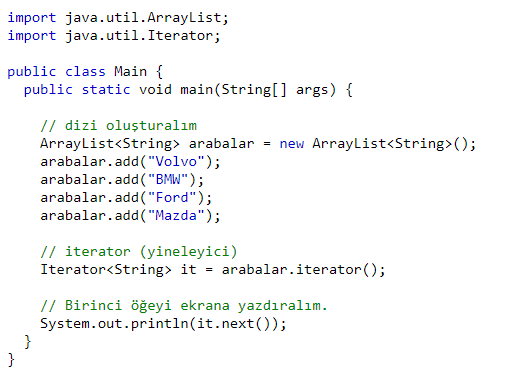 import java.util.ArrayList;
import java.util.Iterator;
public class Main {
public static void main(String[] args) {
// dizi oluşturalım
ArrayList<String> arabalar = new ArrayList<String>();
arabalar.add("Volvo");
arabalar.add("BMW");
arabalar.add("Ford");
arabalar.add("Mazda");
// iterator (yineleyici)
Iterator<String> it = arabalar.iterator();
// Birinci öğeyi ekrana yazdıralım.
System.out.println(it.next());
}
}